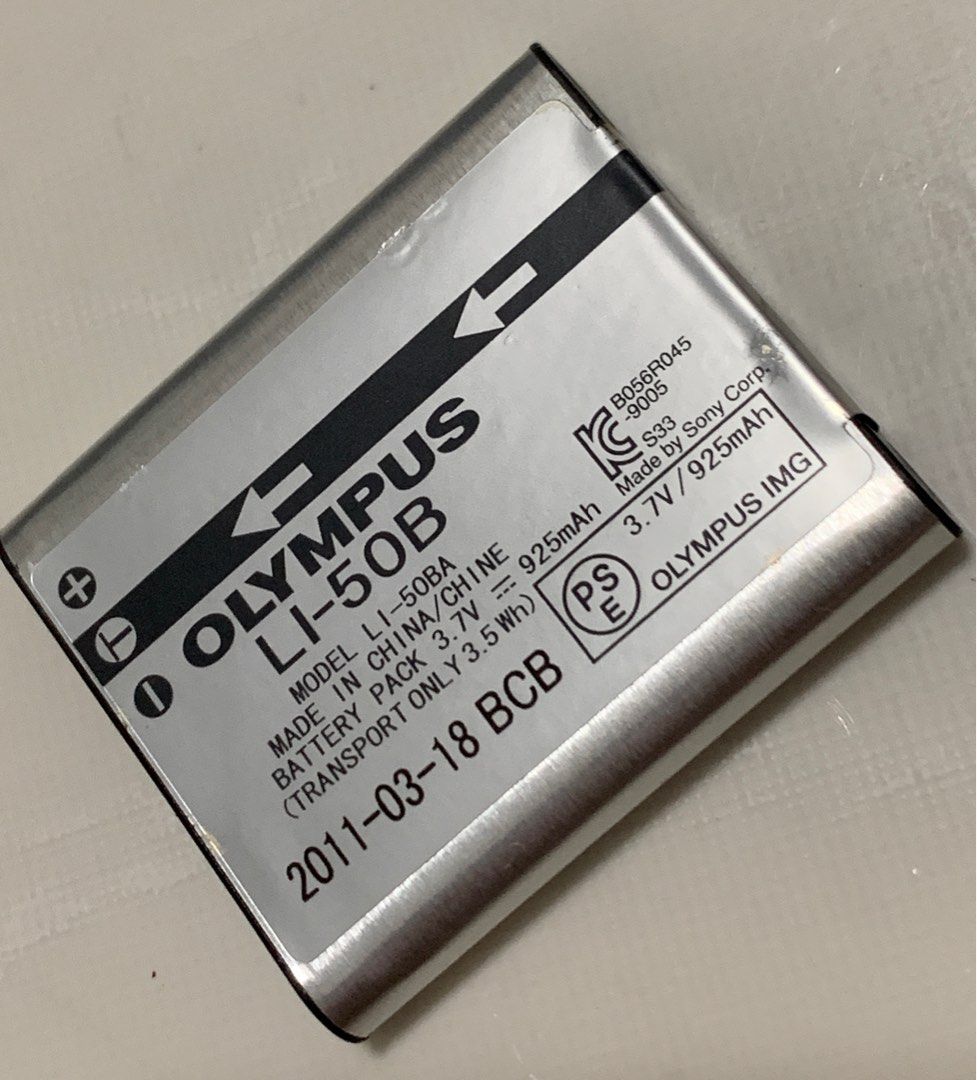 OLYMPUS
LI-50B
MODEL LI-50BA
MADE IN CHINA/CHINE
BATTERY PACK 3.7V⎓925mAh
(TRANSPORT ONLY 3.5 Wh)
2011-03-18 BCB
B056R045
-9005
S33
Made by Sony Corp.
3.7V/925mAh
PS
E
OLYMPUS IMG